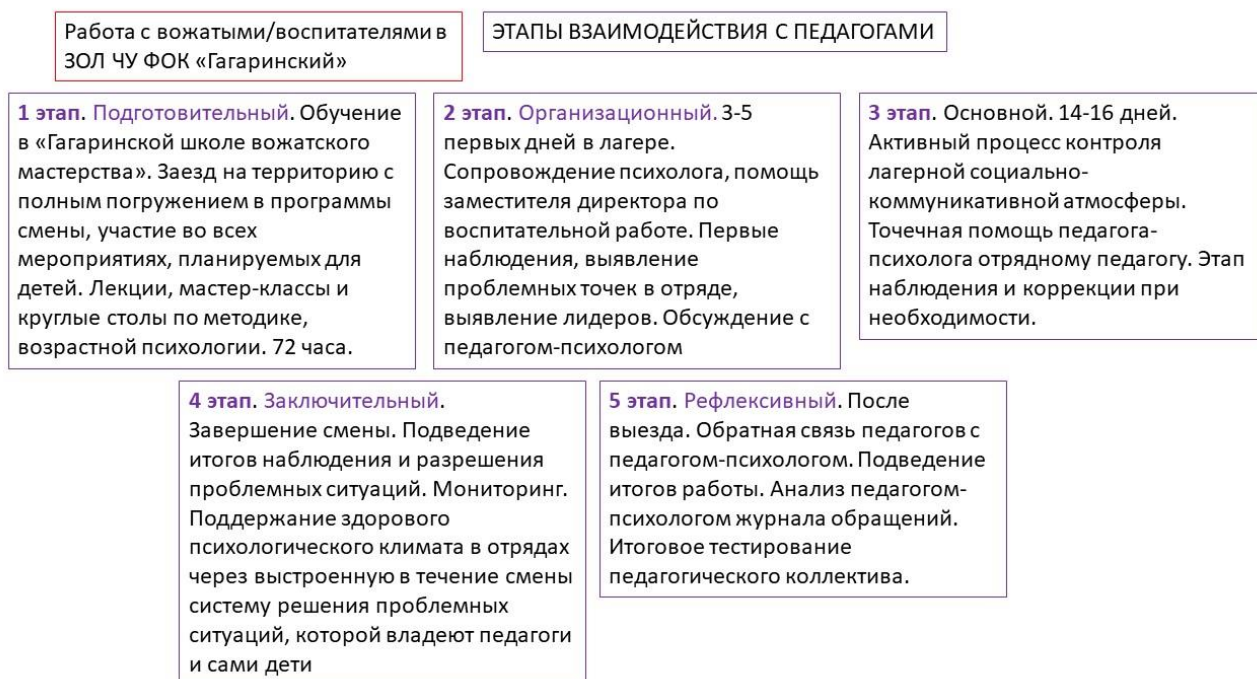 Работа с вожатыми/воспитателями в
ЗОЛ ЧУ ФОК «Гагаринский»
ЭТАПЫ ВЗАИМОДЕЙСТВИЯ С ПЕДАГОГАМИ
1 этап. Подготовительный. Обучение
в «Гагаринской школе вожатского
мастерства». Заезд на территорию с
полным погружением в программы
смены, участие во всех
мероприятиях, планируемых для
детей. Лекции, мастер-классы и
круглые столы по методике,
возрастной психологии. 72 часа.
2 этап. Организационный. 3-5
первых дней в лагере.
Сопровождение психолога, помощь
заместителя директора по
воспитательной работе. Первые
наблюдения, выявление
проблемных точек в отряде,
выявление лидеров. Обсуждение с
педагогом-психологом
3 этап. Основной. 14-16 дней.
Активный процесс контроля
лагерной социально-
коммуникативной атмосферы.
Точечная помощь педагога-
психолога отрядному педагогу. Этап
наблюдения и коррекции при
необходимости.
4 этап. Заключительный.
Завершение смены. Подведение
итогов наблюдения и разрешения
проблемных ситуаций. Мониторинг.
Поддержание здорового
психологического климата в отрядах
через выстроенную в течение смены
систему решения проблемных
ситуаций, которой владеют педагоги
и сами дети
5 этап. Рефлексивный. После
выезда. Обратная связь педагогов с
педагогом-психологом. Подведение
итогов работы. Анализ педагогом-
психологом журнала обращений.
Итоговое тестирование
педагогического коллектива.